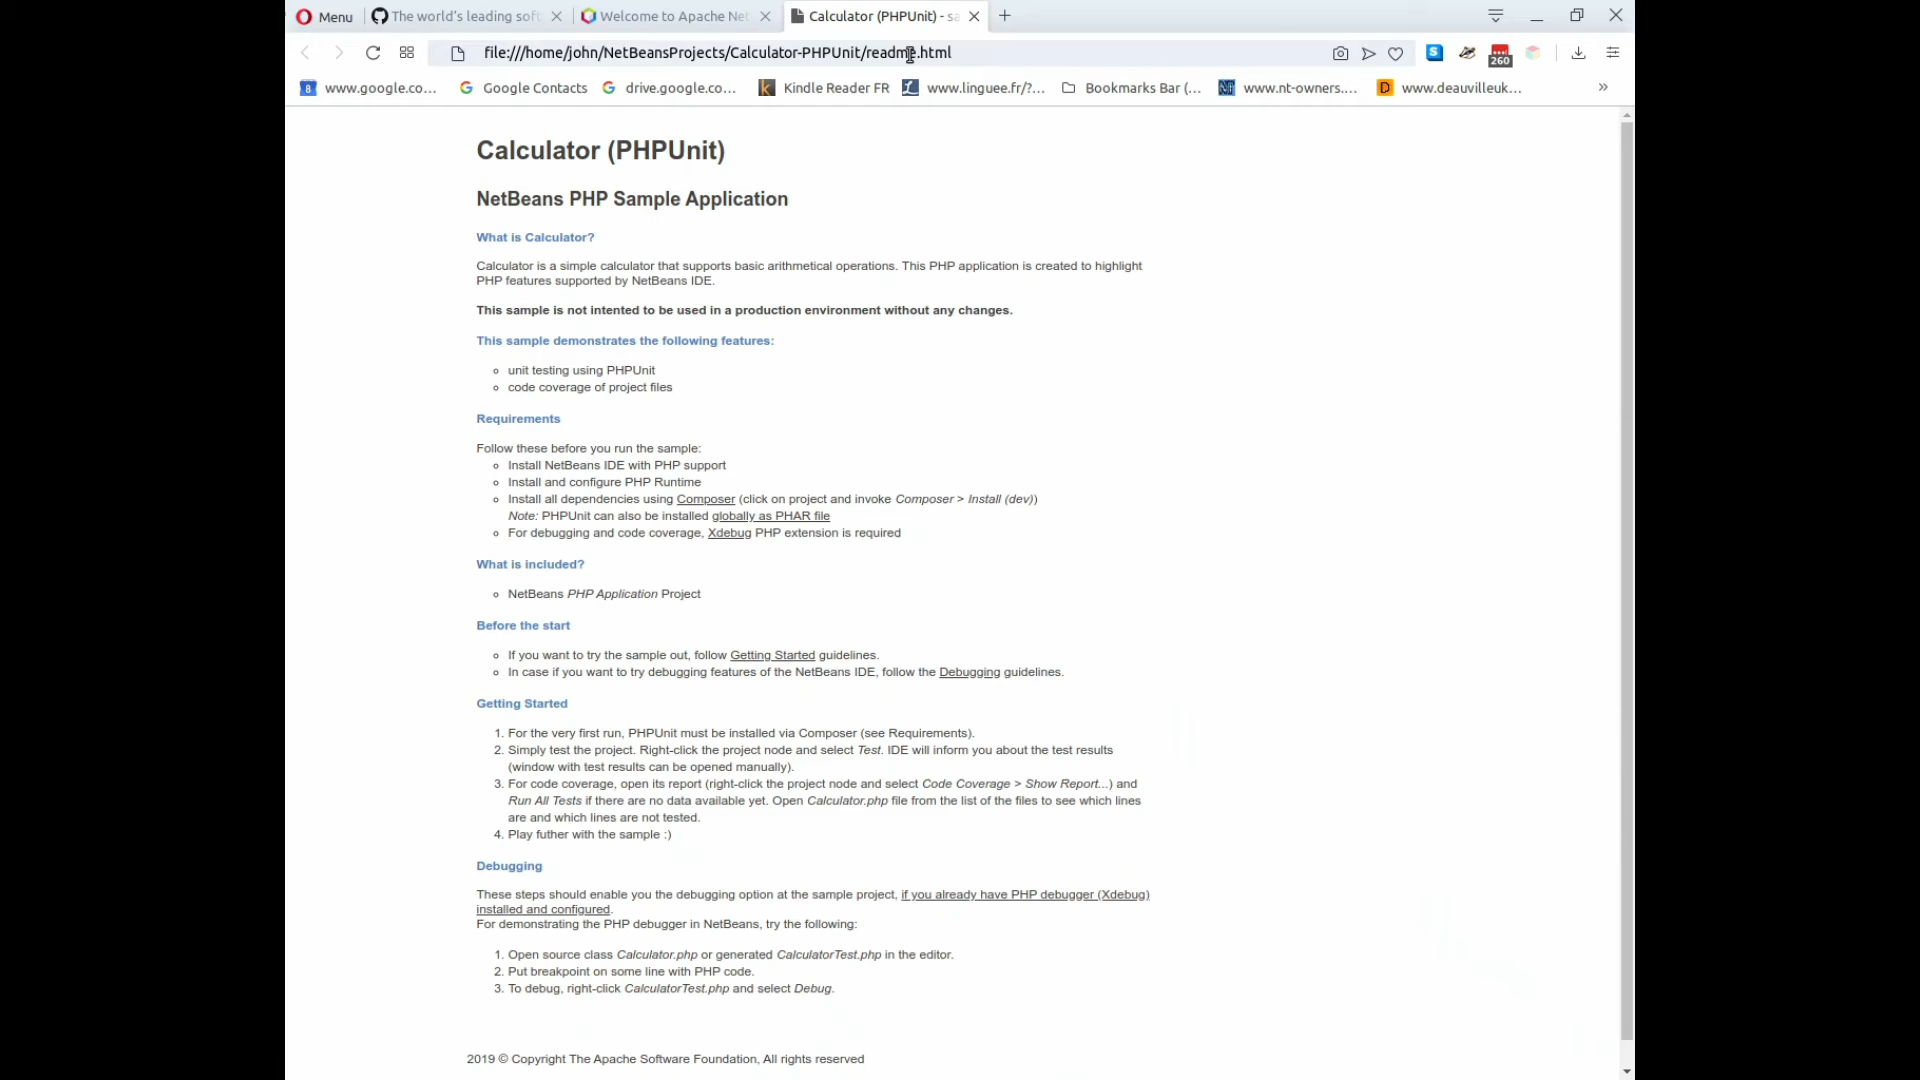 Menu
The world's leading sof
Welcome to Apache Net
Calculator (PHPUnit) - sa
file:///home/john/NetBeansProjects/Calculator-PHPUnit/readme.html
260
8 www.google.co...
Google Contacts
drive.google.co...
Kindle Reader FR
www.linguee.fr/?...
Bookmarks Bar (...
www.nt-owners....
D www.deauvilleuk...
Calculator (PHPUnit)
NetBeans PHP Sample Application
What is Calculator?
Calculator is a simple calculator that supports basic arithmetical operations. This PHP application is created to highlight
PHP features supported by NetBeans IDE.
This sample is not intented to be used in a production environment without any changes.
This sample demonstrates the following features:
unit testing using PHPUnit
code coverage of project files
Requirements
Follow these before you run the sample:
Install NetBeans IDE with PHP support
Install and configure PHP Runtime
Install all dependencies using Composer (click on project and invoke Composer > Install (dev))
Note: PHPUnit can also be installed globally as PHAR file
For debugging and code coverage, Xdebug PHP extension is required
What is included?
NetBeans PHP Application Project
Before the start
If you want to try the sample out, follow Getting Started guidelines.
In case if you want to try debugging features of the NetBeans IDE, follow the Debugging guidelines.
Getting Started
1. For the very first run, PHPUnit must be installed via Composer (see Requirements).
2. Simply test the project. Right-click the project node and select Test. IDE will inform you about the test results
(window with test results can be opened manually).
3. For code coverage, open its report (right-click the project node and select Code Coverage > Show Report...) and
Run All Tests if there are no data available yet. Open Calculator.php file from the list of the files to see which lines
are and which lines are not tested.
4. Play futher with the sample :)
Debugging
These steps should enable you the debugging option at the sample project, if you already have PHP debugger (Xdebug)
installed and configured.
For demonstrating the PHP debugger in NetBeans, try the following:
1. Open source class Calculator.php or generated CalculatorTest.php in the editor.
2. Put breakpoint on some line with PHP code.
3. To debug, right-click CalculatorTest.php and select Debug.
2019 © Copyright The Apache Software Foundation, All rights reserved